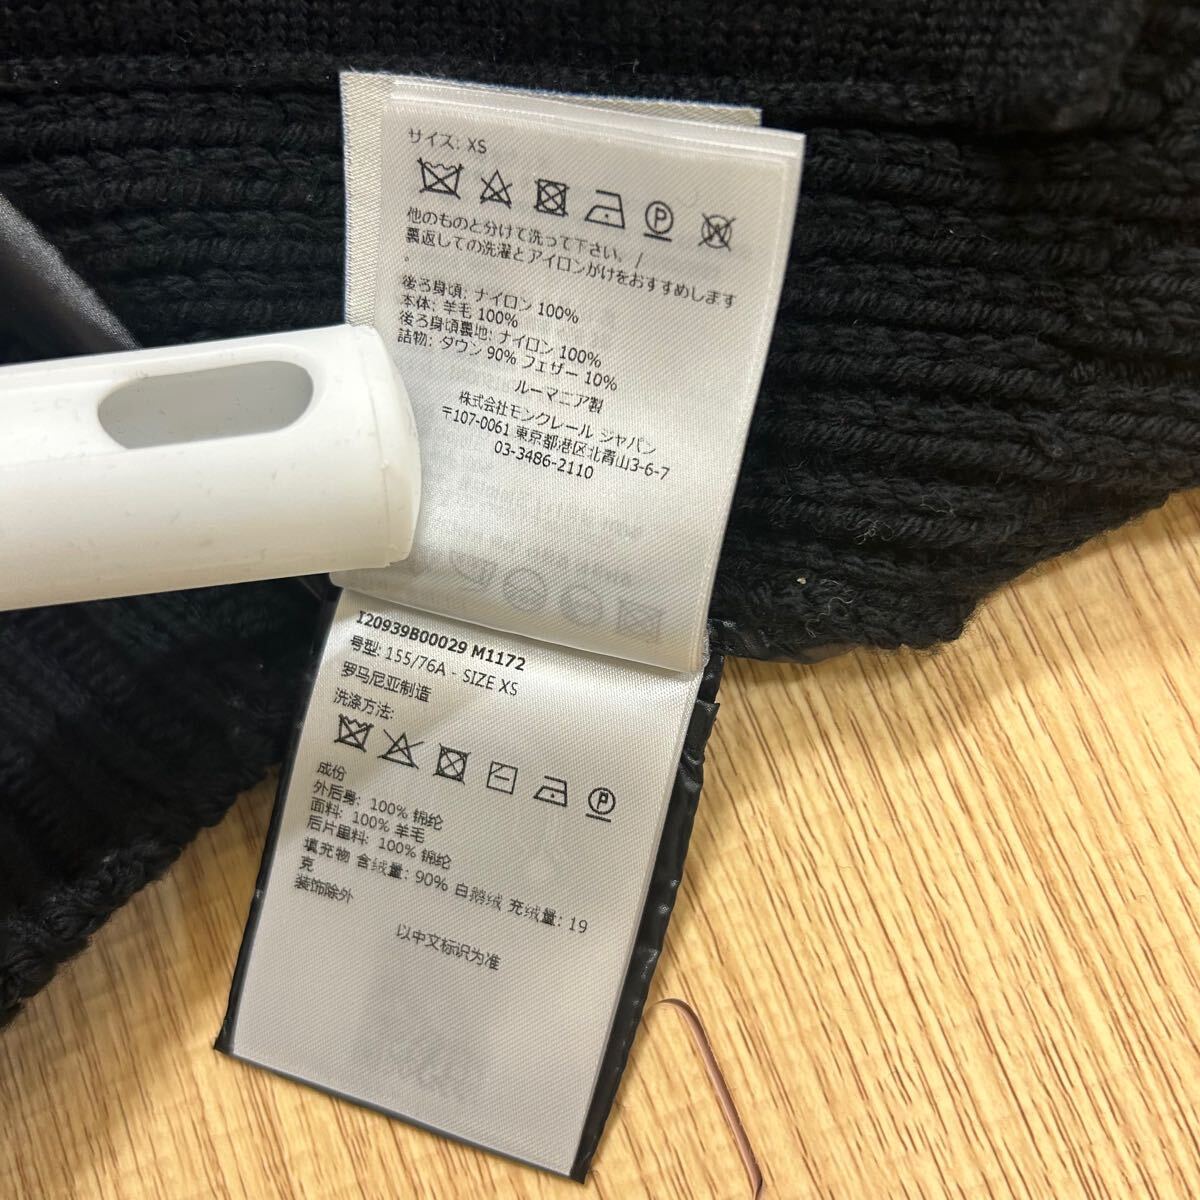 サイズ: XS
P
W
他のものと分けて洗って下さい。 /
裏返しての洗濯とアイロンがけをおすすめします
。
後ろ身頃: ナイロン 100%
本体: 羊毛 100%
後ろ身頃裏地: ナイロン 100%
詰物: ダウン 90% フェザー 10%
ルーマニア製
株式会社モンクレール ジャパン
〒107-0061 東京都港区北青山3-6-7
03-3486-2110
I20939B00029 M1172
号型: 155/76A - SIZE XS
罗马尼亚制造
洗涤方法:
P
成份
外后身: 100% 锦纶
面料: 100% 羊毛
后片里料: 100% 锦纶
填充物 含绒量: 90% 白鹅绒 充绒量: 19
克
装饰除外
以中文标识为准